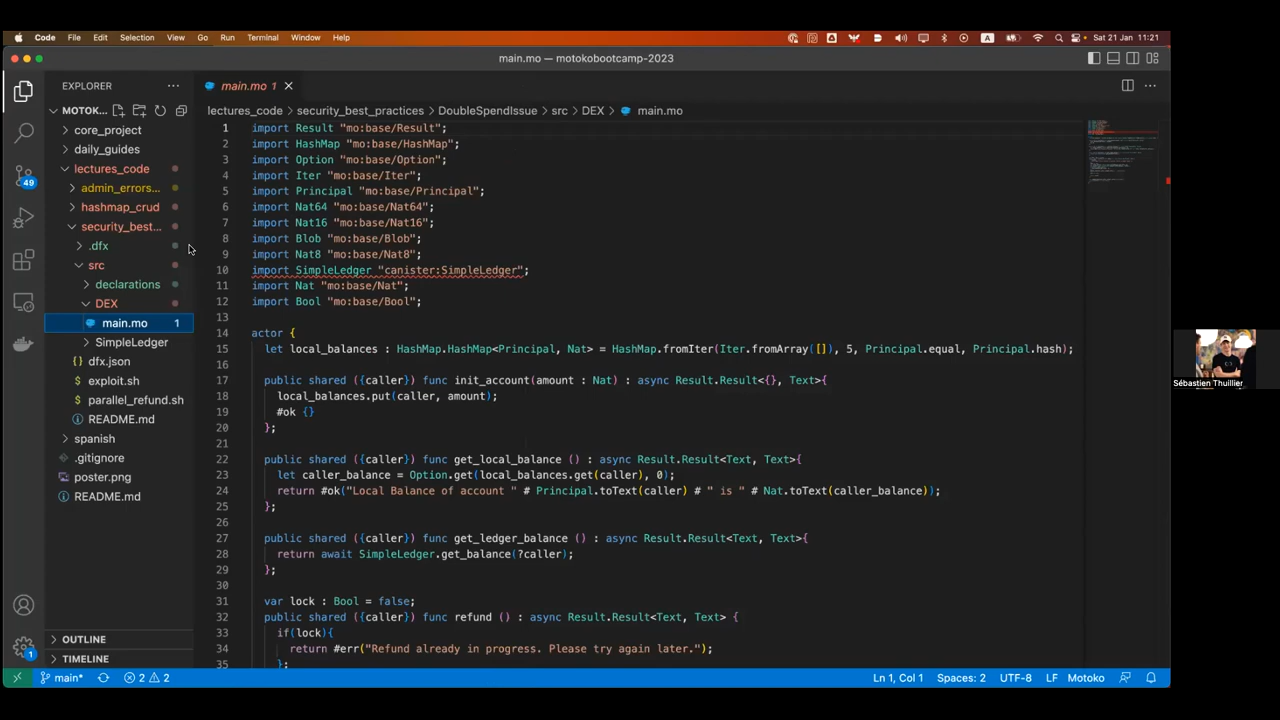 Code File Edit Selection View Go Run Terminal Window Help
A
Sat 21 Jan 11:21
main.mo — motokobootcamp-2023
EXPLORER
main.mo 1
MOTOK...
lectures_code > security_best_practices > DoubleSpendIssue > src > DEX > main.mo
core_project
daily_guides
lectures_code
admin_errors...
hashmap_crud
security_best...
.dfx
src
declarations
DEX
main.mo 1
SimpleLedger
{} dfx.json
$ exploit.sh
$ parallel_refund.sh
README.md
spanish
.gitignore
poster.png
README.md
OUTLINE
TIMELINE
49
1
1 import Result "mo:base/Result";
2 import HashMap "mo:base/HashMap";
3 import Option "mo:base/Option";
4 import Iter "mo:base/Iter";
5 import Principal "mo:base/Principal";
6 import Nat64 "mo:base/Nat64";
7 import Nat16 "mo:base/Nat16";
8 import Blob "mo:base/Blob";
9 import Nat8 "mo:base/Nat8";
10 import SimpleLedger "canister:SimpleLedger";
11 import Nat "mo:base/Nat";
12 import Bool "mo:base/Bool";
13
14 actor {
15 let local_balances : HashMap.HashMap<Principal, Nat> = HashMap.fromIter(Iter.fromArray([]), 5, Principal.equal, Principal.hash);
16
17 public shared ({caller}) func init_account(amount : Nat) : async Result.Result<{}, Text>{
18 local_balances.put(caller, amount);
19 #ok {}
20 };
21
22 public shared ({caller}) func get_local_balance () : async Result.Result<Text, Text>{
23 let caller_balance = Option.get(local_balances.get(caller), 0);
24 return #ok("Local Balance of account " # Principal.toText(caller) # " is " # Nat.toText(caller_balance));
25 };
26
27 public shared ({caller}) func get_ledger_balance () : async Result.Result<Text, Text>{
28 return await SimpleLedger.get_balance(?caller);
29 };
30
31 var lock : Bool = false;
32 public shared ({caller}) func refund () : async Result.Result<Text, Text> {
33 if(lock){
34 return #err("Refund already in progress. Please try again later.");
35 };
Sébastien Thuillier
main* 2 2 Ln 1, Col 1 Spaces: 2 UTF-8 LF Motoko